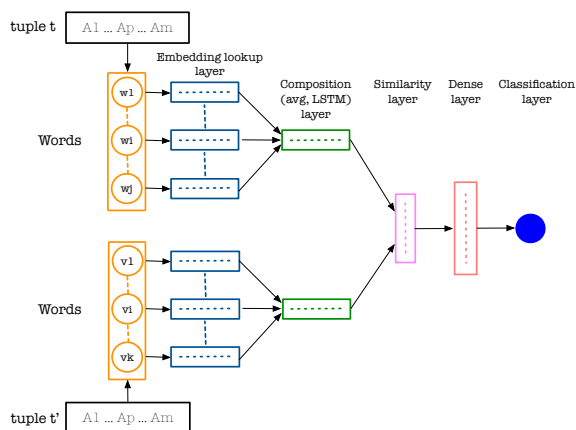 tuple t
A1 ... Ap ... Am
Embedding lookup
layer
Composition
(avg, LSTM)
layer
Similarity
layer
Dense
layer
Classification
layer
Words
w1
wi
wj
Words
v1
vi
vk
tuple t'
A1 ... Ap ... Am